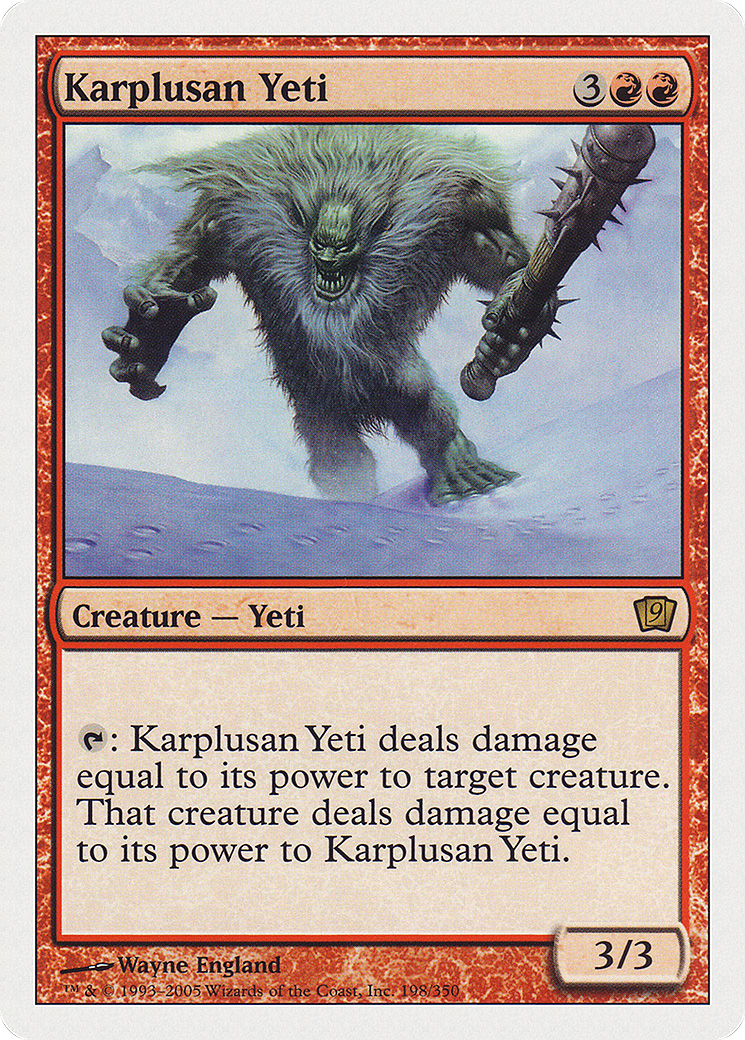 Karplusan Yeti 3
Creature — Yeti 9
: Karplusan Yeti deals damage
equal to its power to target creature.
That creature deals damage equal
to its power to Karplusan Yeti.
3/3
Wayne England
™ & © 1993–2005 Wizards of the Coast, Inc. 198/350